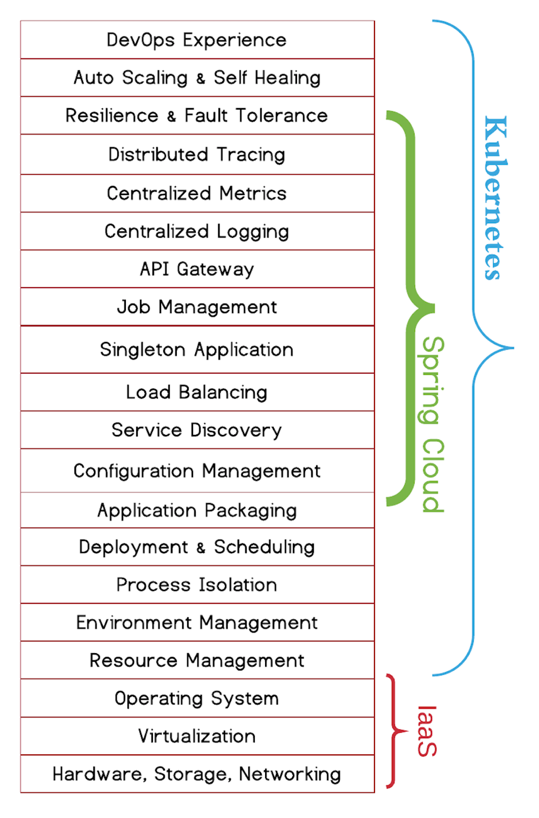 DevOps Experience
Auto Scaling & Self Healing
Resilience & Fault Tolerance
Distributed Tracing
Centralized Metrics
Centralized Logging
API Gateway
Job Management
Singleton Application
Load Balancing
Service Discovery
Configuration Management
Application Packaging
Deployment & Scheduling
Process Isolation
Environment Management
Resource Management
Operating System
Virtualization
Hardware, Storage, Networking
Spring Cloud
Kubernetes
IaaS